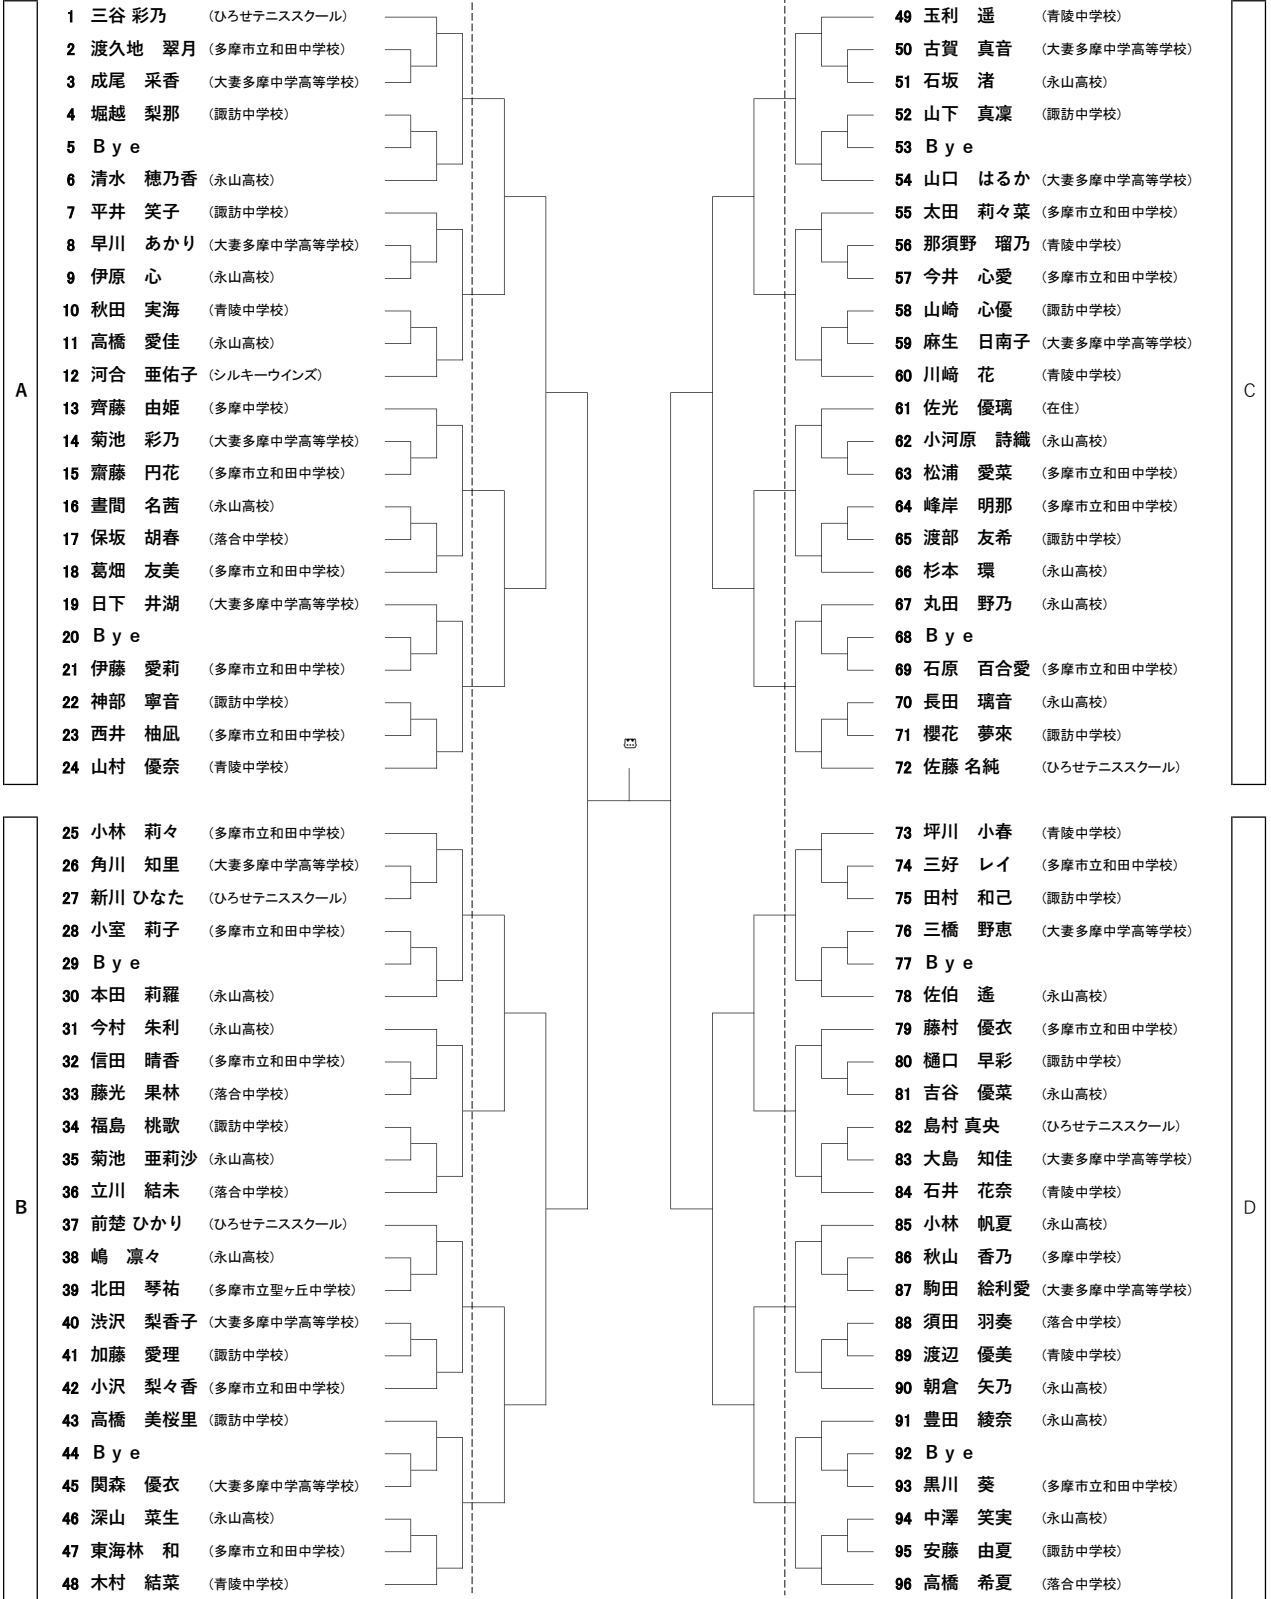 A
1 三谷 彩乃 (ひろせテニススクール)
2 渡久地 翠月 (多摩市立和田中学校)
3 成尾 采香 (大妻多摩中学高等学校)
4 堀越 梨那 (諏訪中学校)
5 Bye
6 清水 穂乃香 (永山高校)
7 平井 笑子 (諏訪中学校)
8 早川 あかり (大妻多摩中学高等学校)
9 伊原 心 (永山高校)
10 秋田 実海 (青陵中学校)
11 高橋 愛佳 (永山高校)
12 河合 亜佑子 (シルキーウインズ)
13 齊藤 由姫 (多摩中学校)
14 菊池 彩乃 (大妻多摩中学高等学校)
15 齋藤 円花 (多摩市立和田中学校)
16 晝間 名茜 (永山高校)
17 保坂 胡春 (落合中学校)
18 葛畑 友美 (多摩市立和田中学校)
19 日下 井湖 (大妻多摩中学高等学校)
20 Bye
21 伊藤 愛莉 (多摩市立和田中学校)
22 神部 寧音 (諏訪中学校)
23 西井 柚凪 (多摩市立和田中学校)
24 山村 優奈 (青陵中学校)
B
25 小林 莉々 (多摩市立和田中学校)
26 角川 知里 (大妻多摩中学高等学校)
27 新川 ひなた (ひろせテニススクール)
28 小室 莉子 (多摩市立和田中学校)
29 Bye
30 本田 莉羅 (永山高校)
31 今村 朱利 (永山高校)
32 信田 晴香 (多摩市立和田中学校)
33 藤光 果林 (落合中学校)
34 福島 桃歌 (諏訪中学校)
35 菊池 亜莉沙 (永山高校)
36 立川 結未 (落合中学校)
37 前楚 ひかり (ひろせテニススクール)
38 嶋 凛々 (永山高校)
39 北田 琴祐 (多摩市立聖ヶ丘中学校)
40 渋沢 梨香子 (大妻多摩中学高等学校)
41 加藤 愛理 (諏訪中学校)
42 小沢 梨々香 (多摩市立和田中学校)
43 高橋 美桜里 (諏訪中学校)
44 Bye
45 関森 優衣 (大妻多摩中学高等学校)
46 深山 菜生 (永山高校)
47 東海林 和 (多摩市立和田中学校)
48 木村 結菜 (青陵中学校)
C
49 玉利 遥 (青陵中学校)
50 古賀 真音 (大妻多摩中学高等学校)
51 石坂 渚 (永山高校)
52 山下 真凜 (諏訪中学校)
53 Bye
54 山口 はるか (大妻多摩中学高等学校)
55 太田 莉々菜 (多摩市立和田中学校)
56 那須野 瑠乃 (青陵中学校)
57 今井 心愛 (多摩市立和田中学校)
58 山崎 心優 (諏訪中学校)
59 麻生 日南子 (大妻多摩中学高等学校)
60 川﨑 花 (青陵中学校)
61 佐光 優璃 (在住)
62 小河原 詩織 (永山高校)
63 松浦 愛菜 (多摩市立和田中学校)
64 峰岸 明那 (多摩市立和田中学校)
65 渡部 友希 (諏訪中学校)
66 杉本 環 (永山高校)
67 丸田 野乃 (永山高校)
68 Bye
69 石原 百合愛 (多摩市立和田中学校)
70 長田 璃音 (永山高校)
71 櫻花 夢來 (諏訪中学校)
72 佐藤 名純 (ひろせテニススクール)
D
73 坪川 小春 (青陵中学校)
74 三好 レイ (多摩市立和田中学校)
75 田村 和己 (諏訪中学校)
76 三橋 野恵 (大妻多摩中学高等学校)
77 Bye
78 佐伯 遙 (永山高校)
79 藤村 優衣 (多摩市立和田中学校)
80 樋口 早彩 (諏訪中学校)
81 吉谷 優菜 (永山高校)
82 島村 真央 (ひろせテニススクール)
83 大島 知佳 (大妻多摩中学高等学校)
84 石井 花奈 (青陵中学校)
85 小林 帆夏 (永山高校)
86 秋山 香乃 (多摩中学校)
87 駒田 絵利愛 (大妻多摩中学高等学校)
88 須田 羽奏 (落合中学校)
89 渡辺 優美 (青陵中学校)
90 朝倉 矢乃 (永山高校)
91 豊田 綾奈 (永山高校)
92 Bye
93 黒川 葵 (多摩市立和田中学校)
94 中澤 笑実 (永山高校)
95 安藤 由夏 (諏訪中学校)
96 高橋 希夏 (落合中学校)